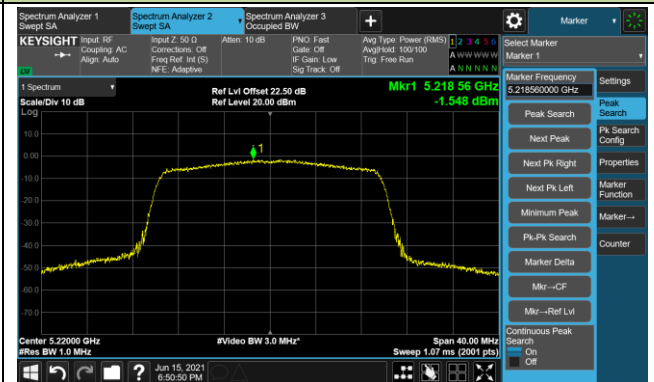 Spectrum Analyzer 1
Swept SA
Spectrum Analyzer 2
Swept SA
Spectrum Analyzer 3
Occupied BW
Marker
KEYSIGHT
Input: RF
Coupling: AC
Align: Auto
Input Z: 50 Ω
Corrections: Off
Freq Ref: Int (S)
NFE: Adaptive
Atten: 10 dB
PNO: Fast
Gate: Off
IF Gain: Low
Sig Track: Off
Avg Type: Power (RMS)
Avg|Hold: 100/100
Trig: Free Run
1 2 3 4 5 6
A W W W W W
A N N N N N
Select Marker
Marker 1
1 Spectrum
Scale/Div 10 dB
Log
Ref Lvl Offset 22.50 dB
Ref Level 20.00 dBm
Mkr1 5.218 56 GHz
-1.548 dBm
10.0
0.00
-10.0
-20.0
-30.0
-40.0
-50.0
-60.0
-70.0
1
Center 5.22000 GHz
#Res BW 1.0 MHz
#Video BW 3.0 MHz*
Span 40.00 MHz
Sweep 1.07 ms (2001 pts)
Marker Frequency
5.218560000 GHz
Peak Search
Next Peak
Next Pk Right
Next Pk Left
Minimum Peak
Pk-Pk Search
Marker Delta
Mkr→CF
Mkr→Ref Lvl
Continuous Peak
Search
On
Off
Settings
Peak
Search
Pk Search
Config
Properties
Marker
Function
Marker→
Counter
?
Jun 15, 2021
6:50:50 PM